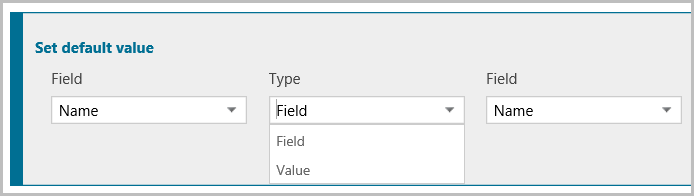 Set default value
Field Type Field
Name Field Name
Field
Value